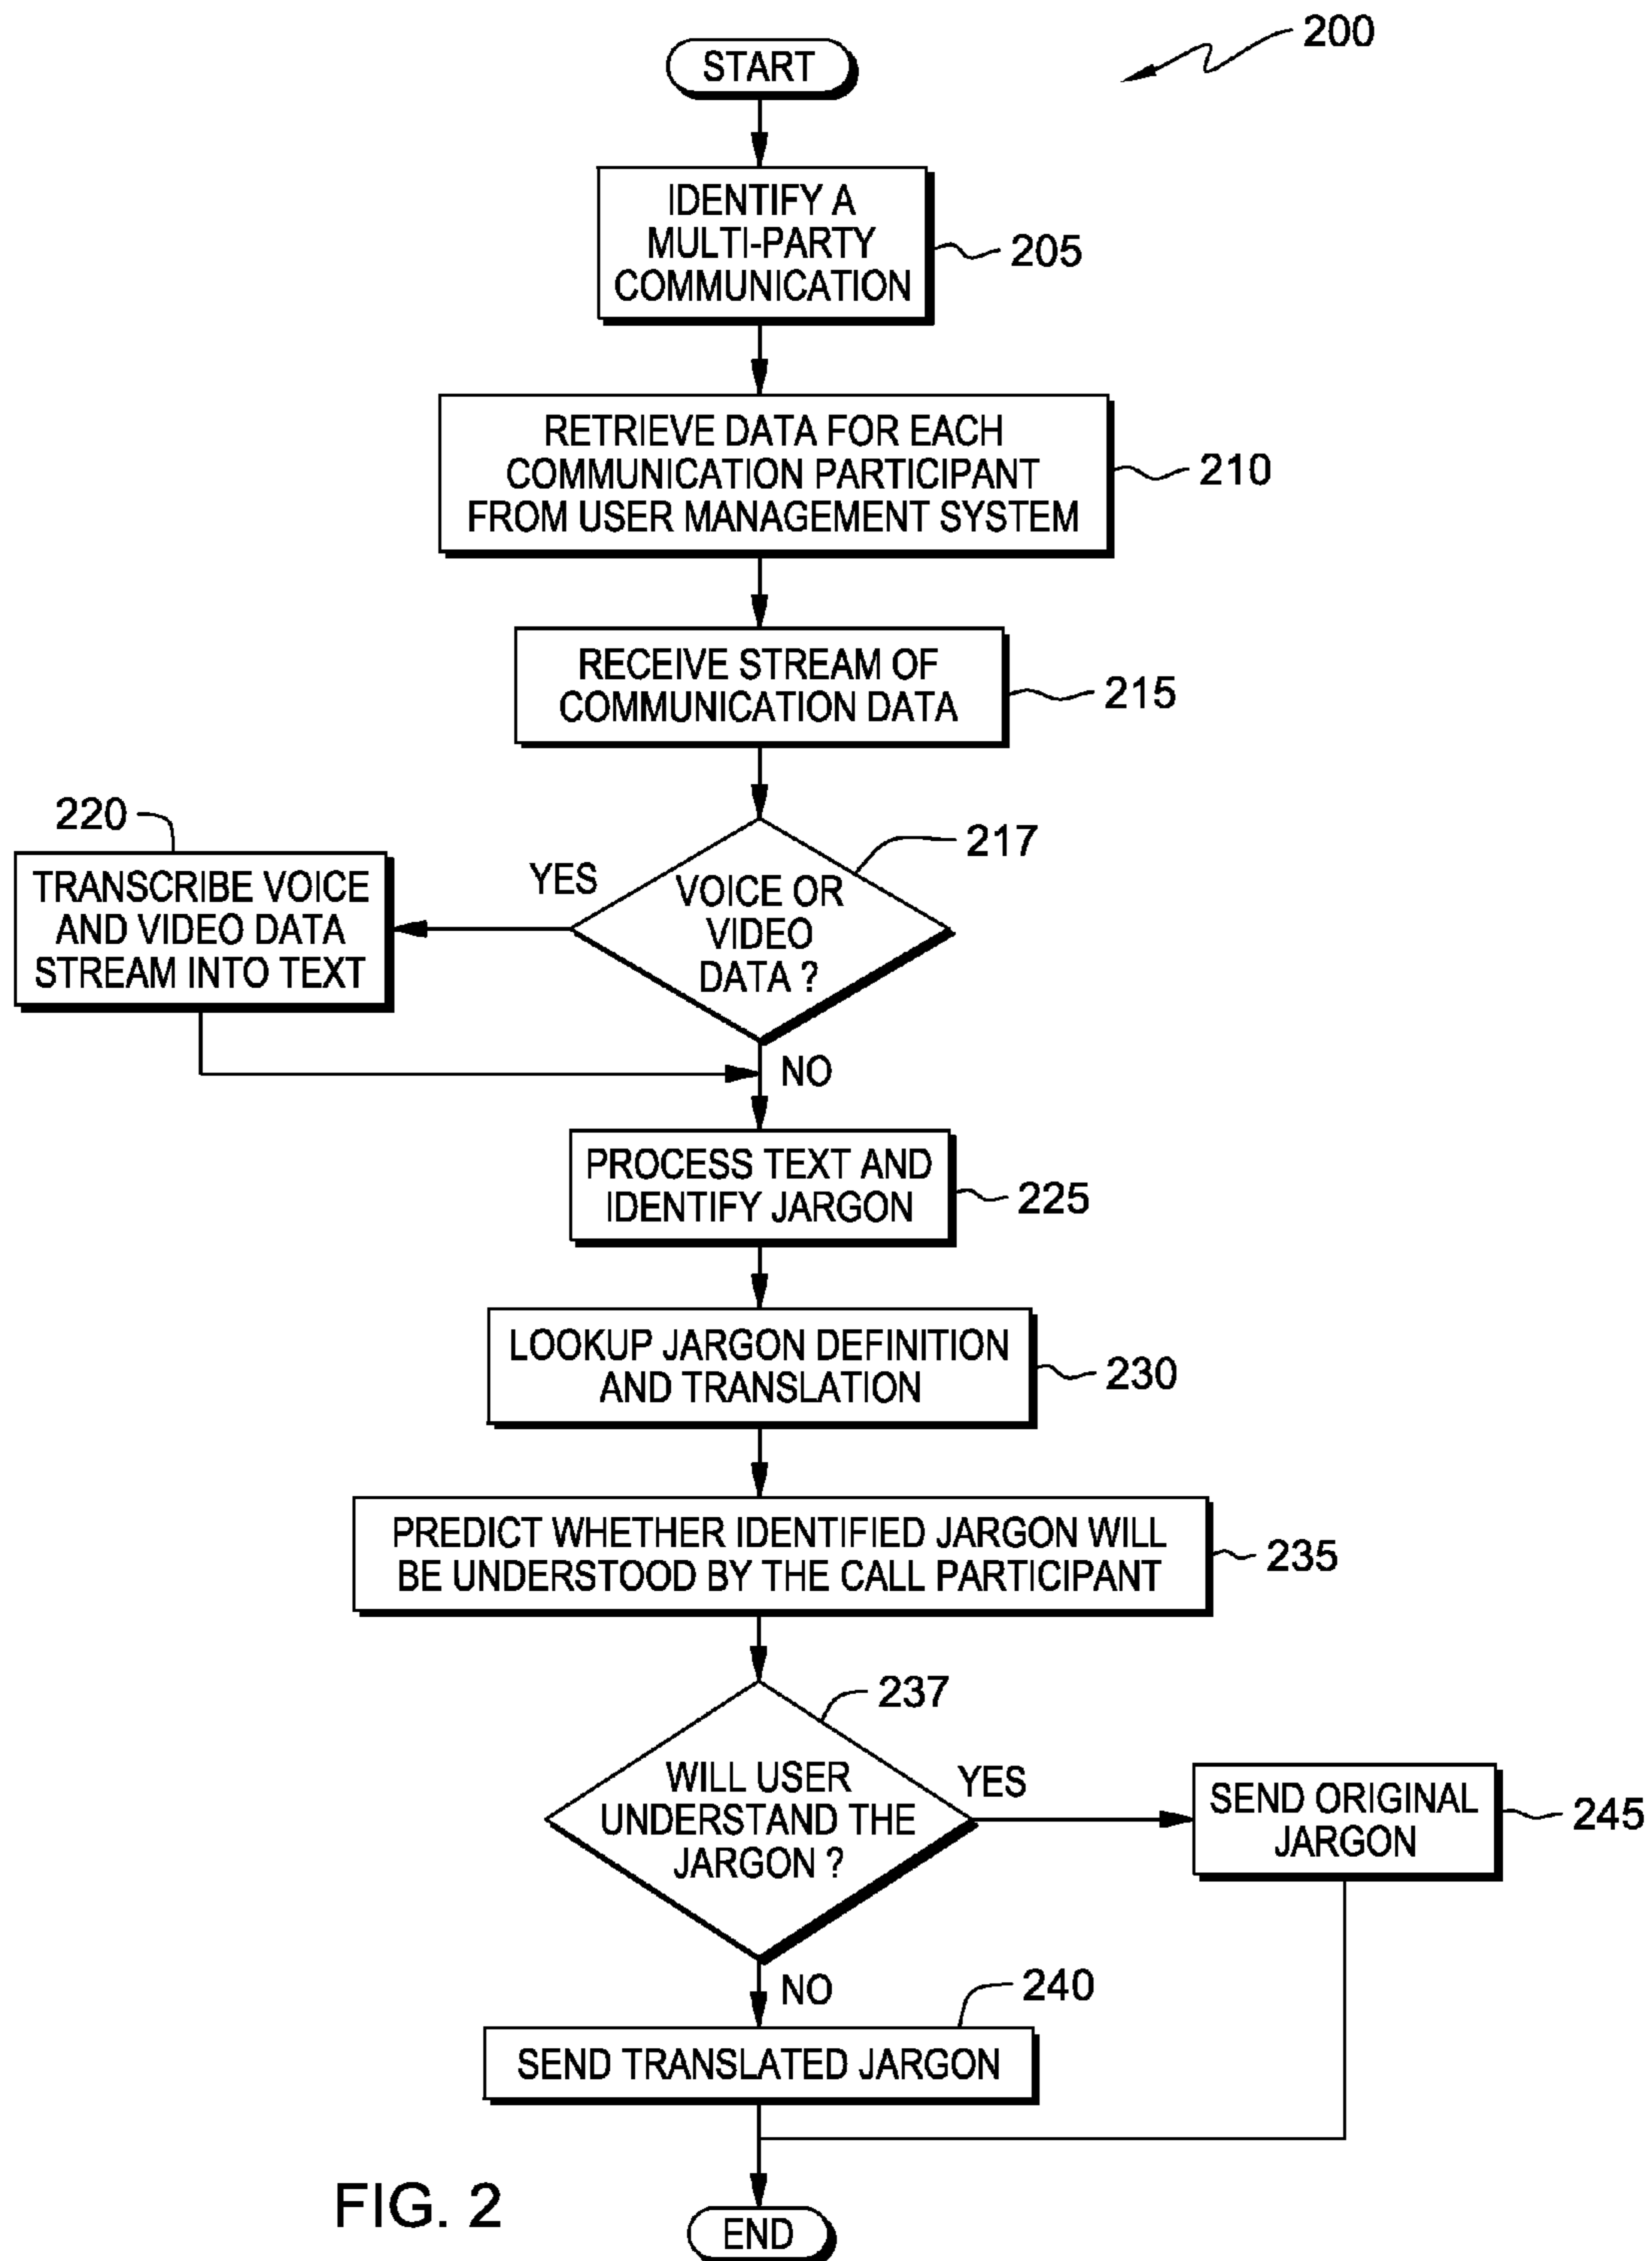 200
START
IDENTIFY A
MULTI-PARTY
COMMUNICATION
205
RETRIEVE DATA FOR EACH
COMMUNICATION PARTICIPANT
FROM USER MANAGEMENT SYSTEM
210
RECEIVE STREAM OF
COMMUNICATION DATA
215
217
VOICE OR
VIDEO
DATA ?
YES
220
TRANSCRIBE VOICE
AND VIDEO DATA
STREAM INTO TEXT
NO
PROCESS TEXT AND
IDENTIFY JARGON
225
LOOKUP JARGON DEFINITION
AND TRANSLATION
230
PREDICT WHETHER IDENTIFIED JARGON WILL
BE UNDERSTOOD BY THE CALL PARTICIPANT
235
237
WILL USER
UNDERSTAND THE
JARGON ?
YES
SEND ORIGINAL
JARGON
245
NO
240
SEND TRANSLATED JARGON
END
FIG. 2